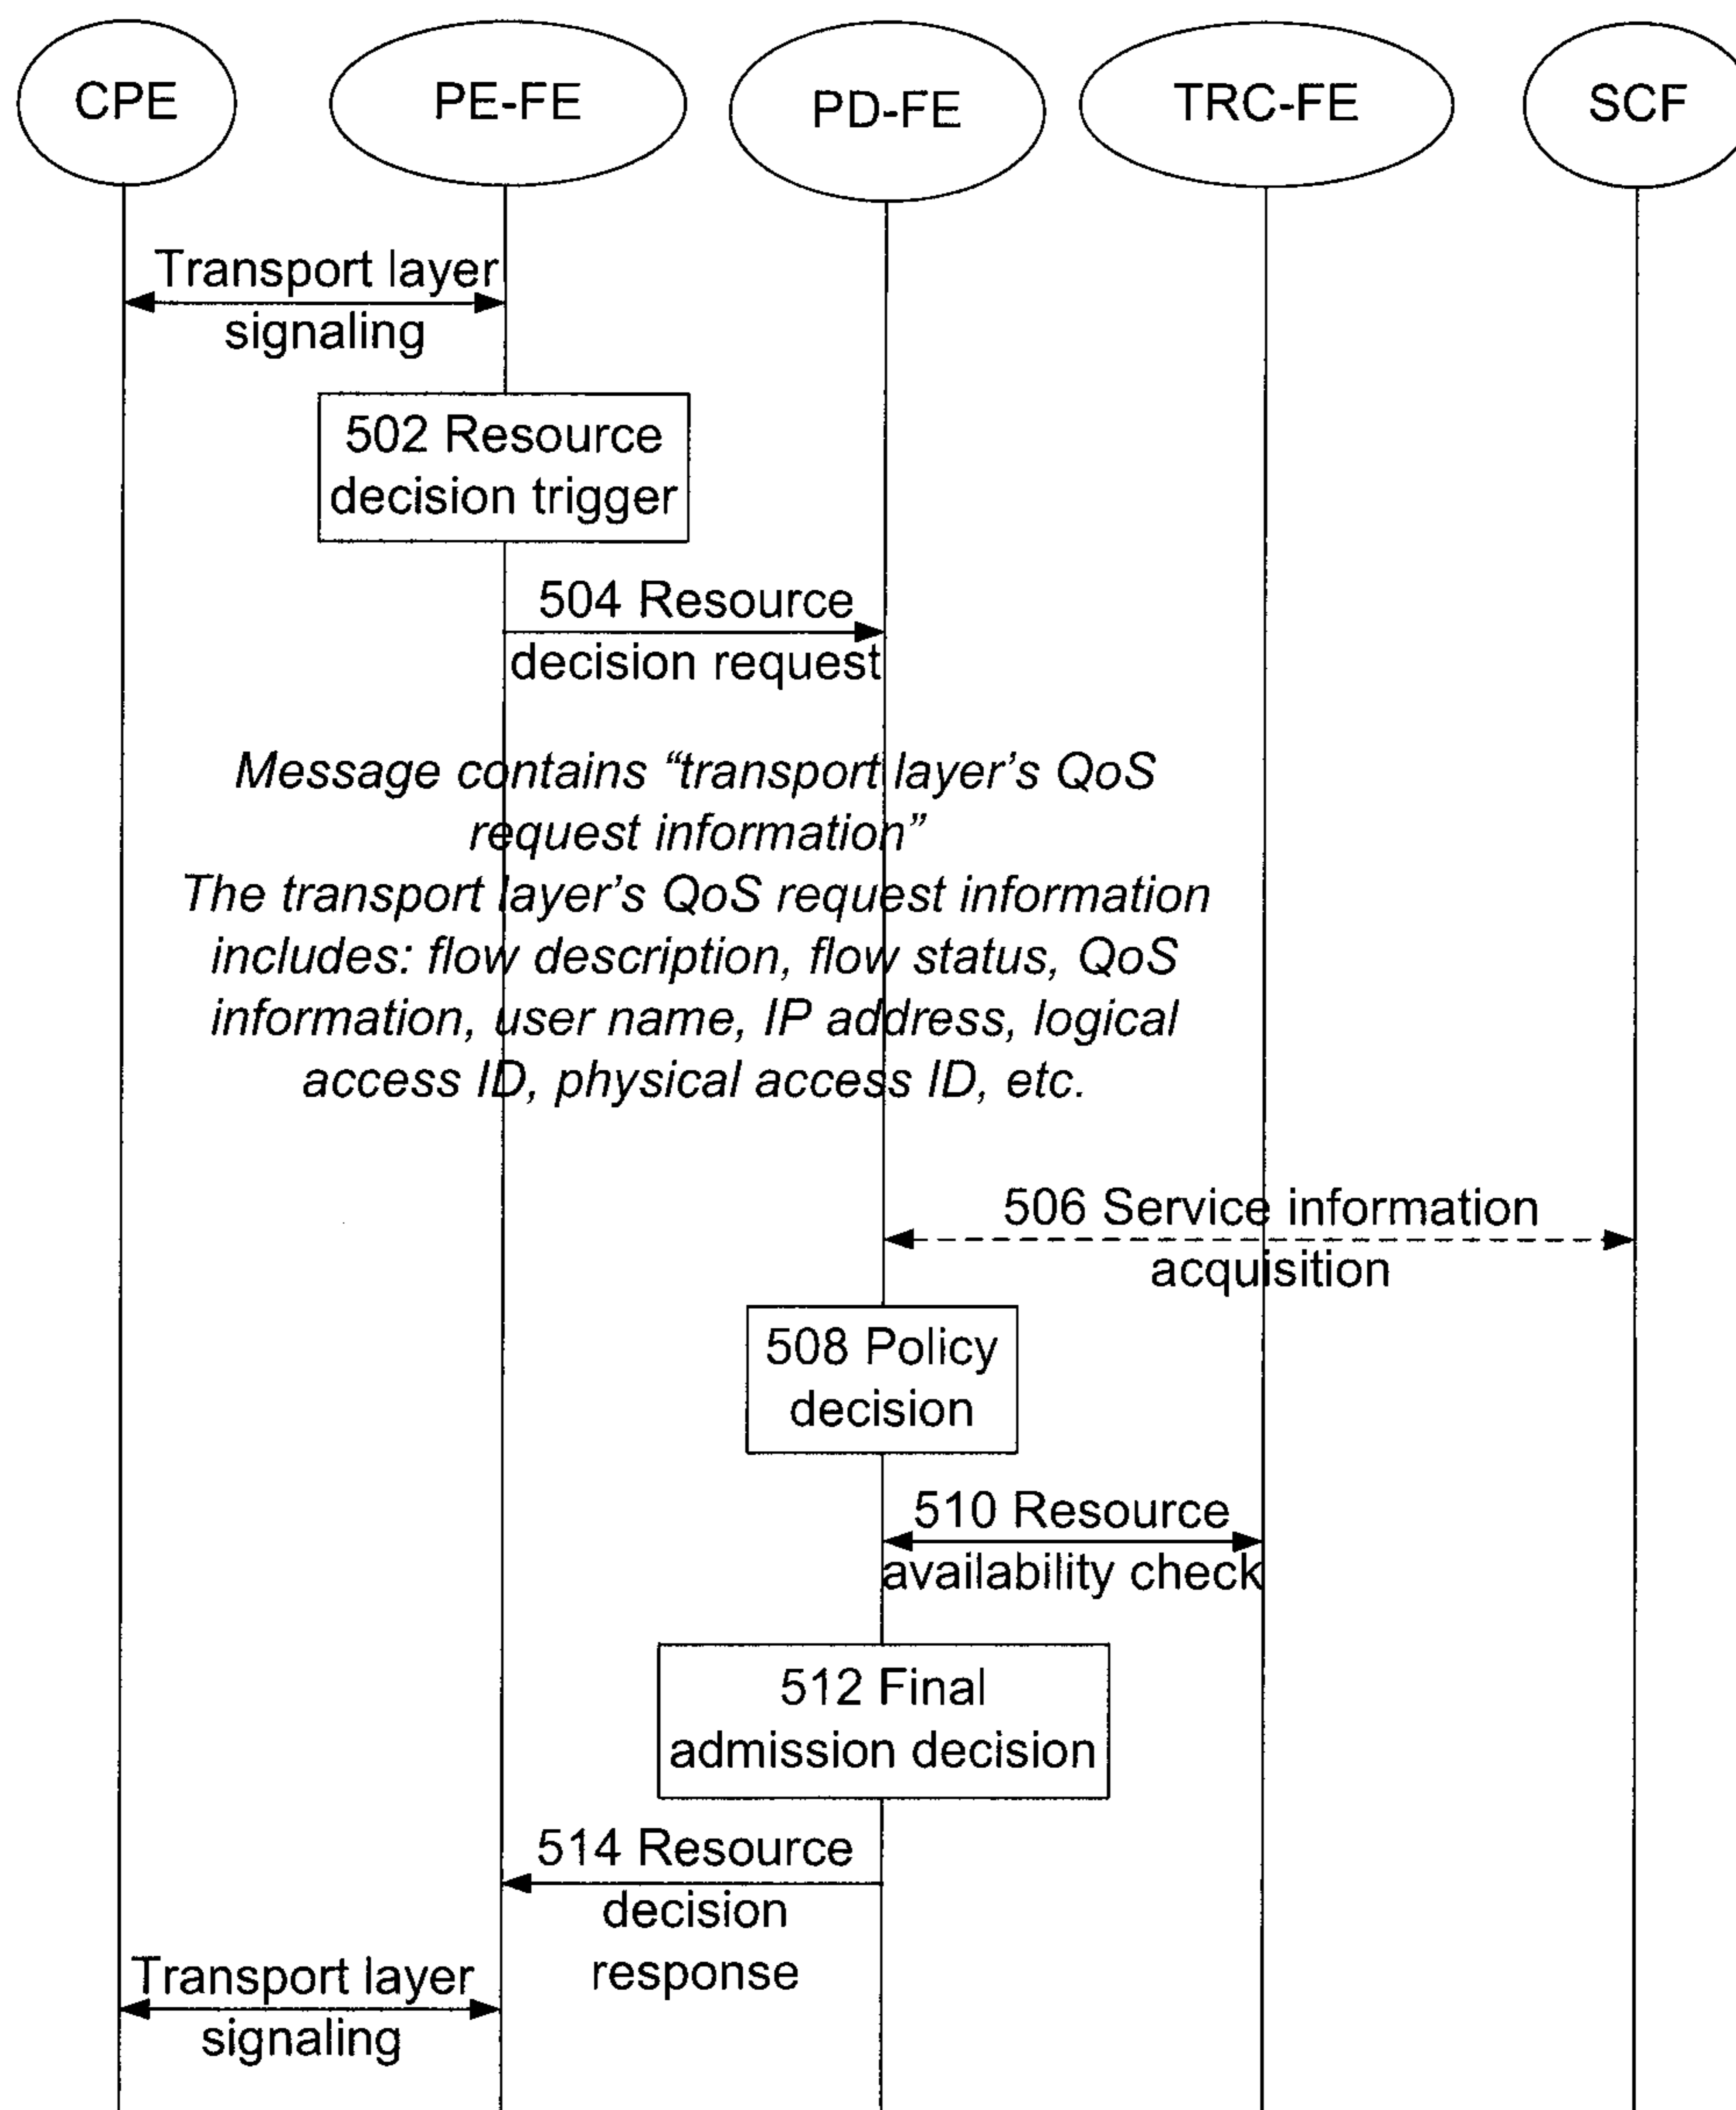 CPE
PE-FE
PD-FE
TRC-FE
SCF
Transport layer
signaling
502 Resource
decision trigger
504 Resource
decision request
Message contains “transport layer’s QoS
request information”
The transport layer’s QoS request information
includes: flow description, flow status, QoS
information, user name, IP address, logical
access ID, physical access ID, etc.
506 Service information
acquisition
508 Policy
decision
510 Resource
availability check
512 Final
admission decision
514 Resource
decision
response
Transport layer
signaling